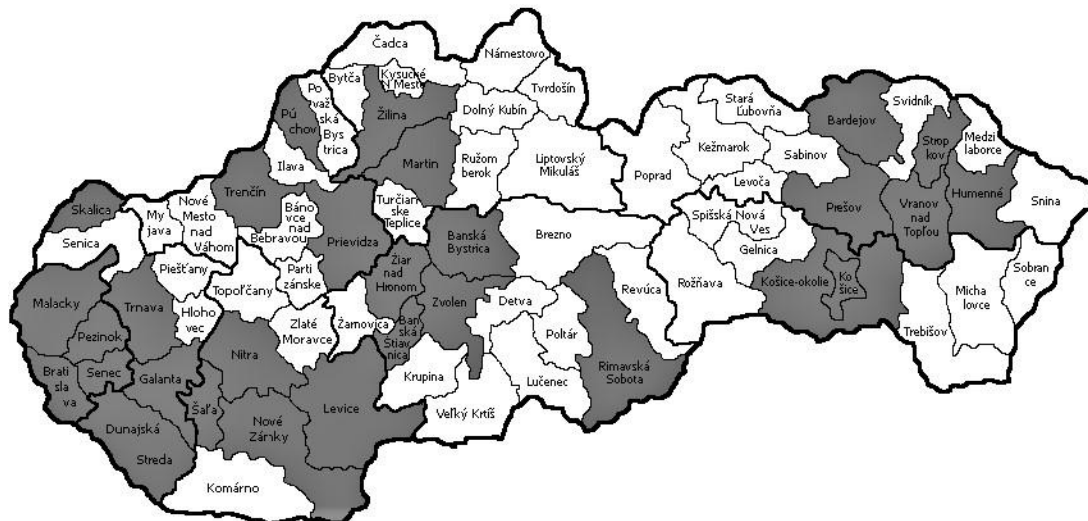 Čadca
Námestovo
Bytča
Kysucké
N Mesto
Tvrdošín
Po
važ
ská
Byst
rica
Pú
chov
Žilina
Dolný Kubín
Stará
Ľubovňa
Bardejov
Svidník
Strop
kov
Medzi
laborce
Ilava
Martin
Ružom
berok
Liptovský
Mikuláš
Poprad
Kežmarok
Sabinov
Levoča
Prešov
Vranov
nad
Topľou
Humenné
Snina
Skalica
Senica
My
java
Nové
Mesto
nad
Váhom
Trenčín
Báno
vce nad
Bebravou
Prievidza
Turčian
ske
Teplice
Banská
Bystrica
Brezno
Spišská Nová
Ves
Gelnica
Rožňava
Košice-okolie
Ko
šice
Micha
lovce
Sobran
ce
Trebišov
Malacky
Pezinok
Trnava
Piešťany
Hloho
vec
Topoľčany
Parti
zánske
Žiar
nad
Hronom
Zvolen
Detva
Revúca
Poltár
Rimavská
Sobota
Lučenec
Veľký Krtíš
Krupina
Ban
ská
Štiav
nica
Žarnovica
Zlaté
Moravce
Nitra
Levice
Brati
sla
va
Senec
Galanta
Šaľa
Nové
Zámky
Dunajská
Streda
Komárno